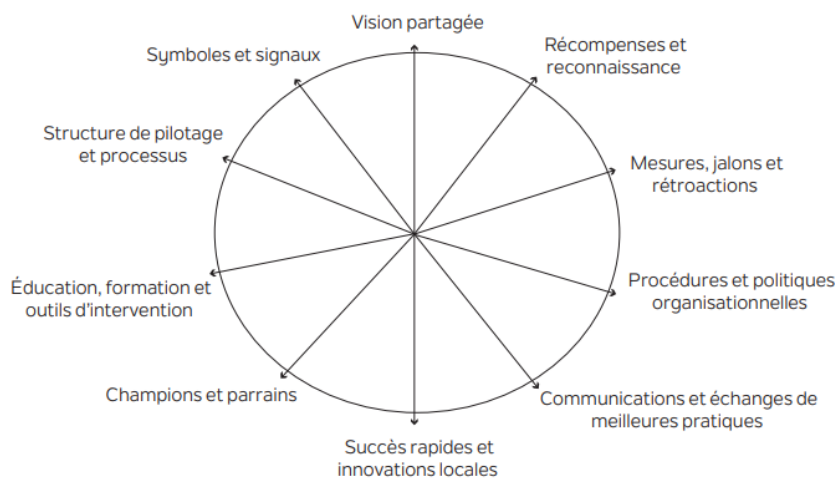 Vision partagée
Récompenses et
reconnaissance
Mesures, jalons et
rétroactions
Procédures et politiques
organisationnelles
Communications et échanges de
meilleures pratiques
Succès rapides et
innovations locales
Champions et parrains
Éducation, formation et
outils d'intervention
Structure de pilotage
et processus
Symboles et signaux